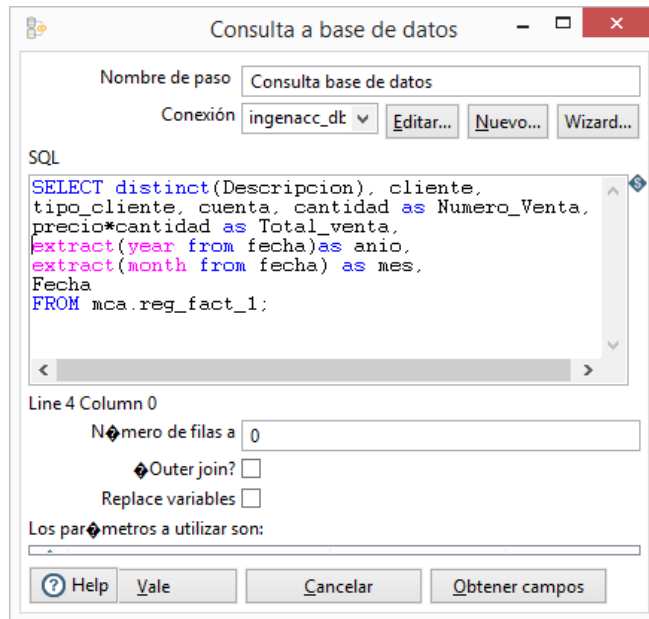 Consulta a base de datos
Nombre de paso Consulta base de datos
Conexión ingenacc_db Editar... Nuevo... Wizard...
SQL
SELECT distinct(Descripcion), cliente,
tipo_cliente, cuenta, cantidad as Numero_Venta,
precio*cantidad as Total_venta,
extract(year from fecha)as anio,
extract(month from fecha) as mes,
Fecha
FROM mca.reg_fact_1;
Line 4 Column 0
N�mero de filas a 0
�Outer join?
Replace variables
Los par�metros a utilizar son:
Help Vale Cancelar Obtener campos